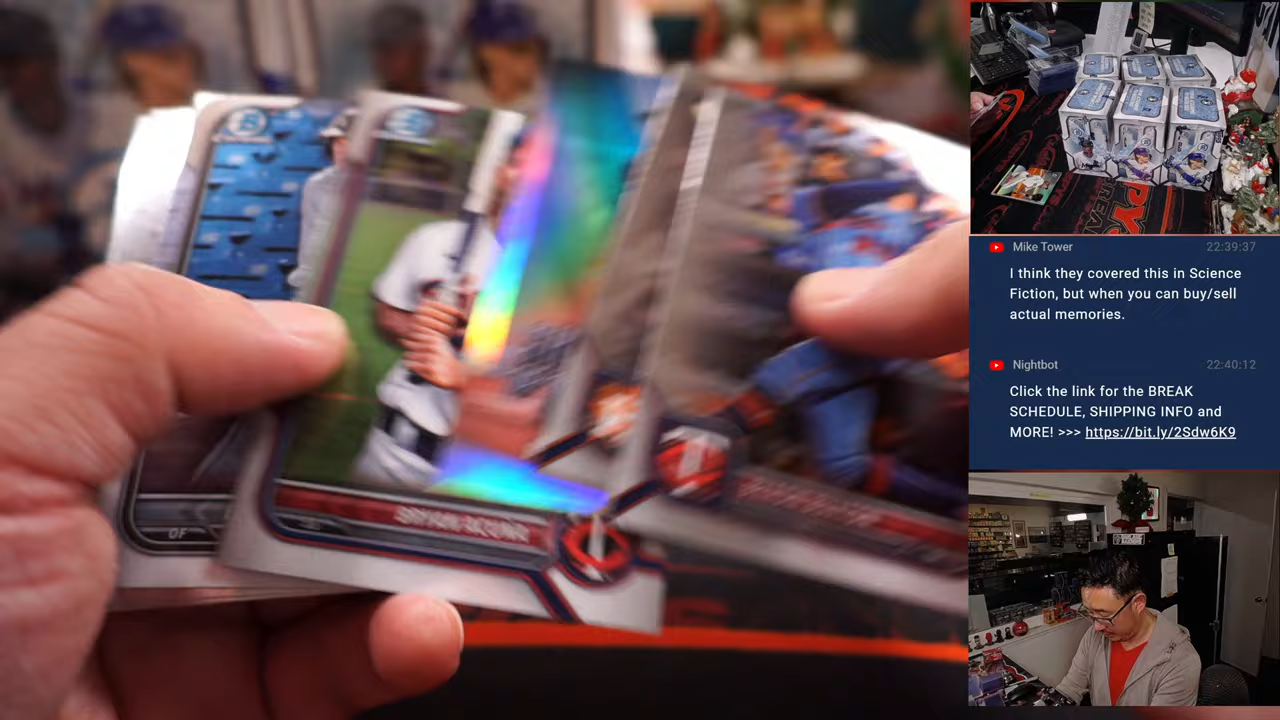 OF
Mike Tower
22:39:37
I think they covered this in Science
Fiction, but when you can buy/sell
actual memories.
Nightbot
22:40:12
Click the link for the BREAK
SCHEDULE, SHIPPING INFO and
MORE! >>> https://bit.ly/2Sdw6K9